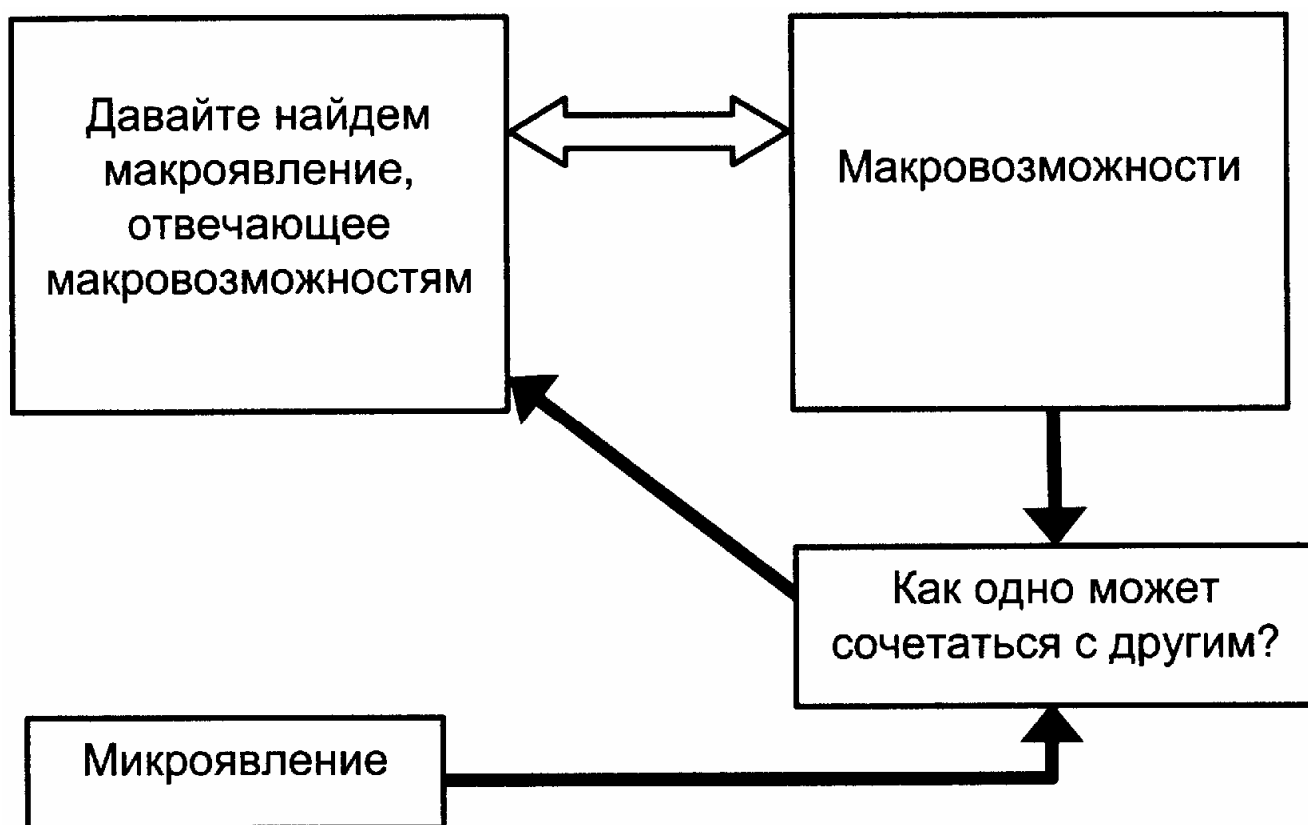 Давайте найдем
макроявление,
отвечающее
макровозможностям
Макровозможности
Как одно может
сочетаться с другим?
Микроявление